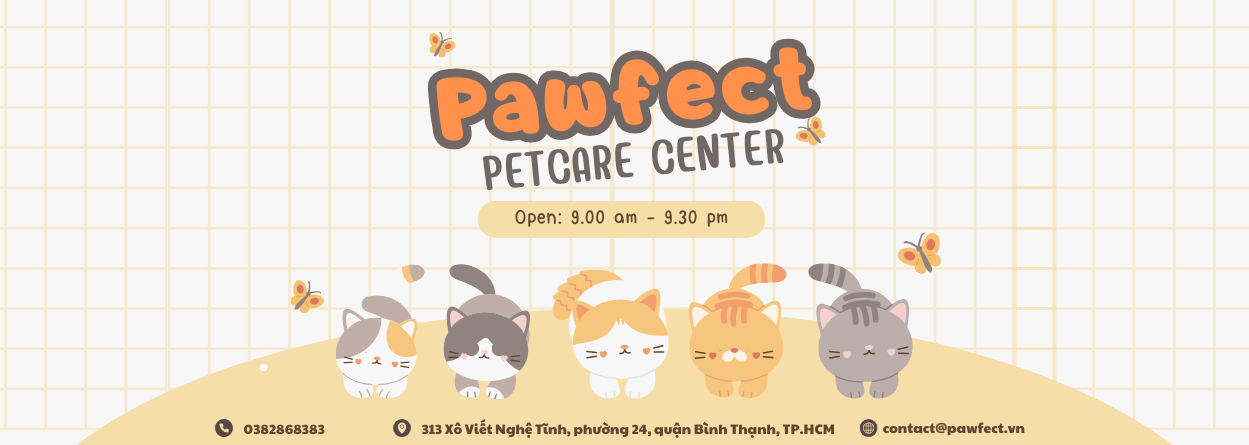 Pawfect
PETCARE CENTER
Open: 9.00 am - 9.30 pm
0382868383 313 Xô Viết Nghệ Tĩnh, phường 24, quận Bình Thạnh, TP.HCM contact@pawfect.vn